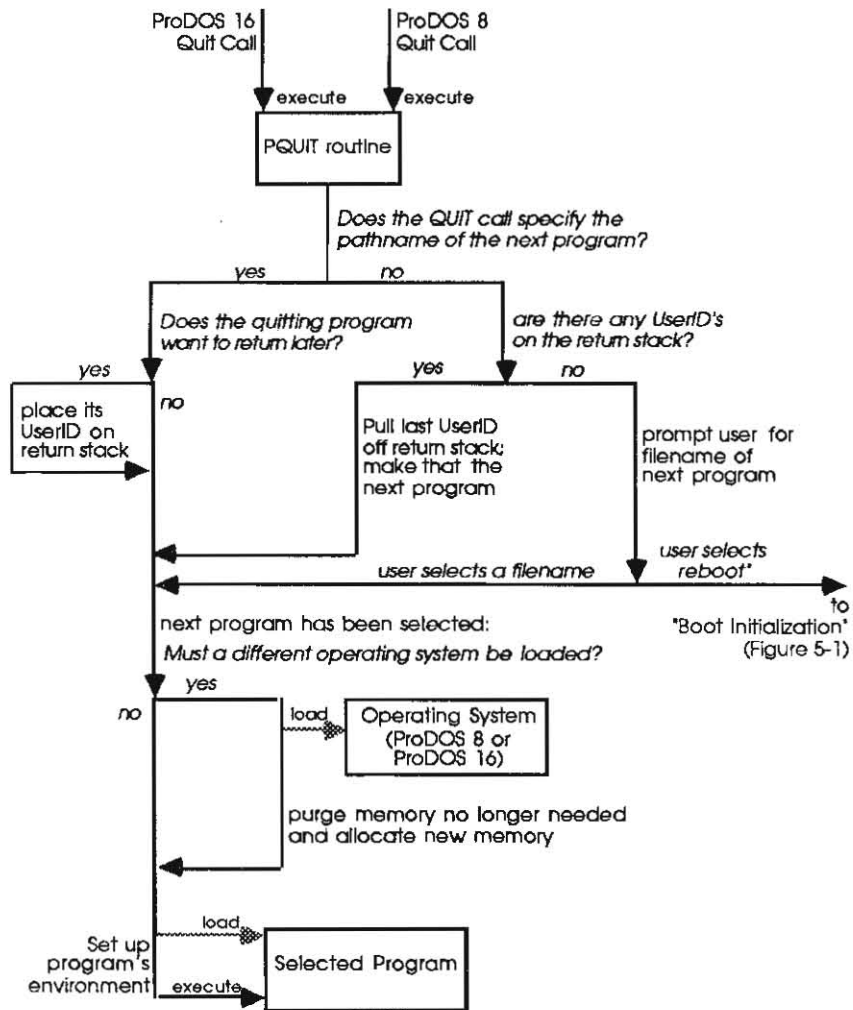 ProDOS 16
Quit Call
ProDOS 8
Quit Call
execute
execute
PQUIT routine
Does the QUIT call specify the
pathname of the next program?
yes
no
Does the quitting program
want to return later?
are there any UserID's
on the return stack?
yes
no
yes
no
place its
UserID on
return stack
Pull last UserID
off return stack;
make that the
next program
prompt user for
filename of
next program
user selects a filename
user selects
reboot"
to
"Boot Initialization"
(Figure 5-1)
next program has been selected:
Must a different operating system be loaded?
yes
no
load
Operating System
(ProDOS 8 or
ProDOS 16)
purge memory no longer needed
and allocate new memory
load
Set up
program's
environment
execute
Selected Program